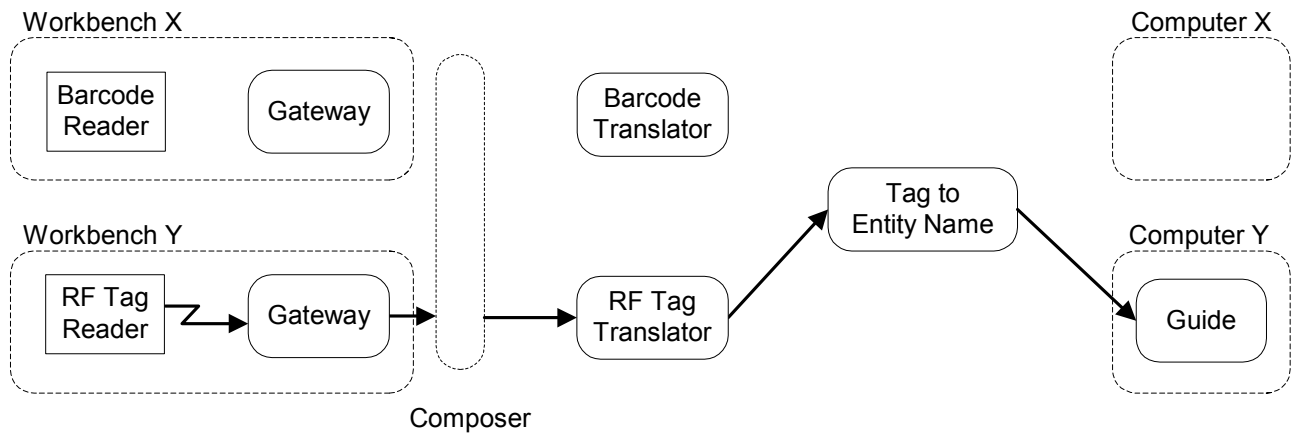 Workbench X
Computer X
Barcode
Reader
Gateway
Barcode
Translator
Tag to
Entity Name
Workbench Y
Computer Y
RF Tag
Reader
Gateway
RF Tag
Translator
Guide
Composer